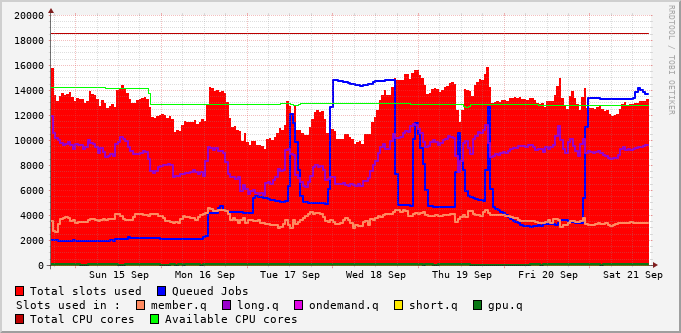 20000
18000
16000
14000
12000
10000
8000
6000
4000
2000
0
Sun 15 Sep Mon 16 Sep Tue 17 Sep Wed 18 Sep Thu 19 Sep Fri 20 Sep Sat 21 Sep
Total slots used Queued Jobs
Slots used in : member.q long.q ondemand.q short.q gpu.q
Total CPU cores Available CPU cores
RRDTOOL / TOBI OETIKER